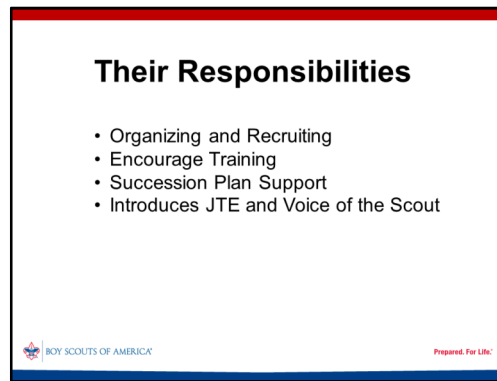 Their Responsibilities
• Organizing and Recruiting
• Encourage Training
• Succession Plan Support
• Introduces JTE and Voice of the Scout
BOY SCOUTS OF AMERICA®
Prepared. For Life.®